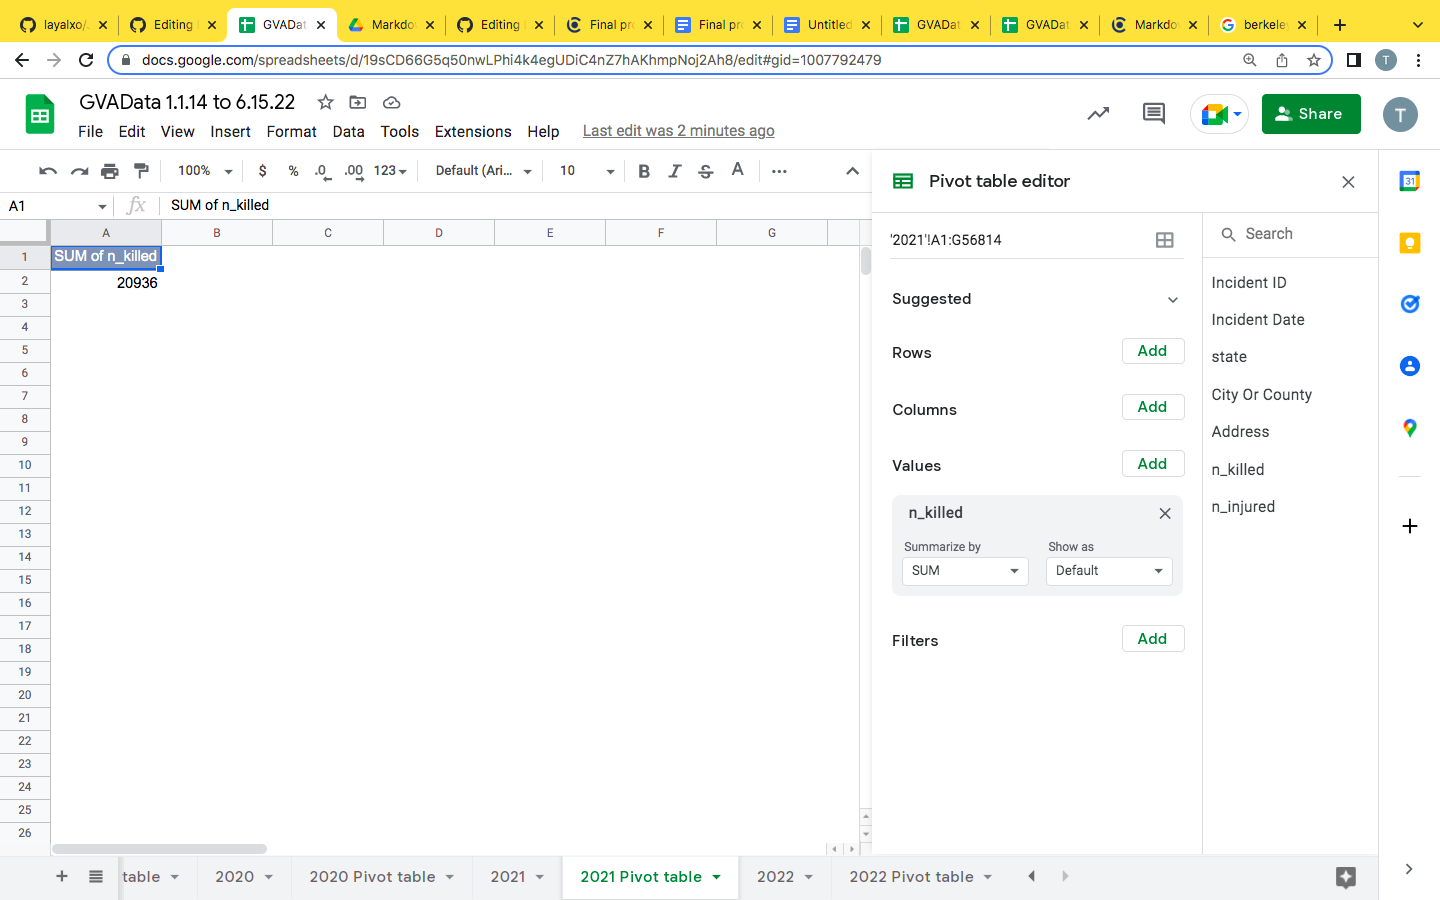 layalxo/.
Editing
GVADat
Markdo
Editing
Final pr
Final pr
Untitled
GVADat
GVADat
Markdo
berkele
docs.google.com/spreadsheets/d/19sCD66G5q50nwLPhi4k4egUDiC4nZ7hAKhmpNoj2Ah8/edit#gid=1007792479
T
GVAData 1.1.14 to 6.15.22
File Edit View Insert Format Data Tools Extensions Help Last edit was 2 minutes ago
Share
T
100% $ % .0 .00 123 Default (Ari... 10 B I S A
Pivot table editor
31
A1 fx SUM of n_killed
A B C D E F G
1 SUM of n_killed
2 20936
3
4
5
6
7
8
9
10
11
12
13
14
15
16
17
18
19
20
21
22
23
24
25
26
'2021'!A1:G56814
Suggested
Rows Add
Columns Add
Values Add
n_killed
Summarize by Show as
SUM Default
Filters Add
Search
Incident ID
Incident Date
state
City Or County
Address
n_killed
n_injured
table 2020 2020 Pivot table 2021 2021 Pivot table 2022 2022 Pivot table